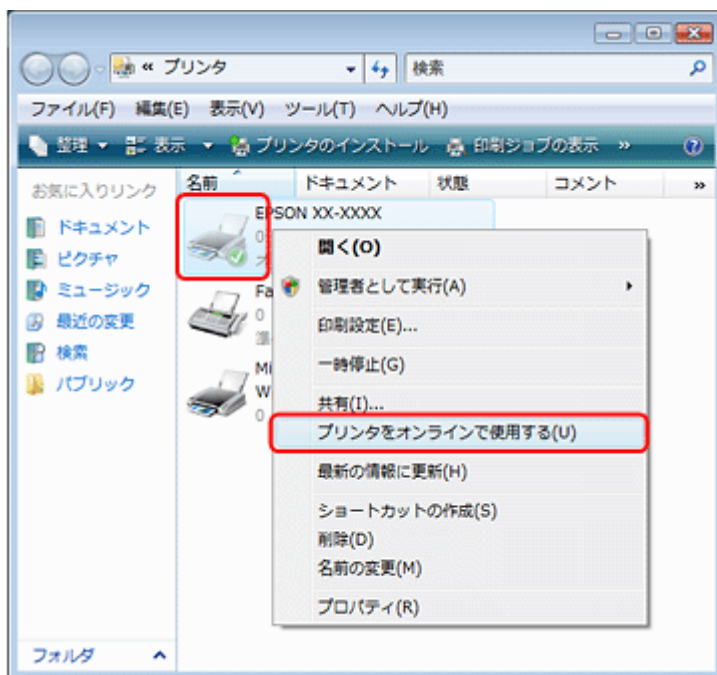 « プリンタ
検索
ファイル(F) 編集(E) 表示(V) ツール(T) ヘルプ(H)
整理 表示 プリンタのインストール 印刷ジョブの表示 »
お気に入りリンク
ドキュメント
ピクチャ
ミュージック
最近の変更
検索
パブリック
フォルダ
名前 ドキュメント 状態 コメント »
EPSON XX-XXXX
0
Fa
0
準
Mi
W
0
開く(O)
管理者として実行(A)
印刷設定(E)...
一時停止(G)
共有(I)...
プリンタをオンラインで使用する(U)
最新の情報に更新(H)
ショートカットの作成(S)
削除(D)
名前の変更(M)
プロパティ(R)